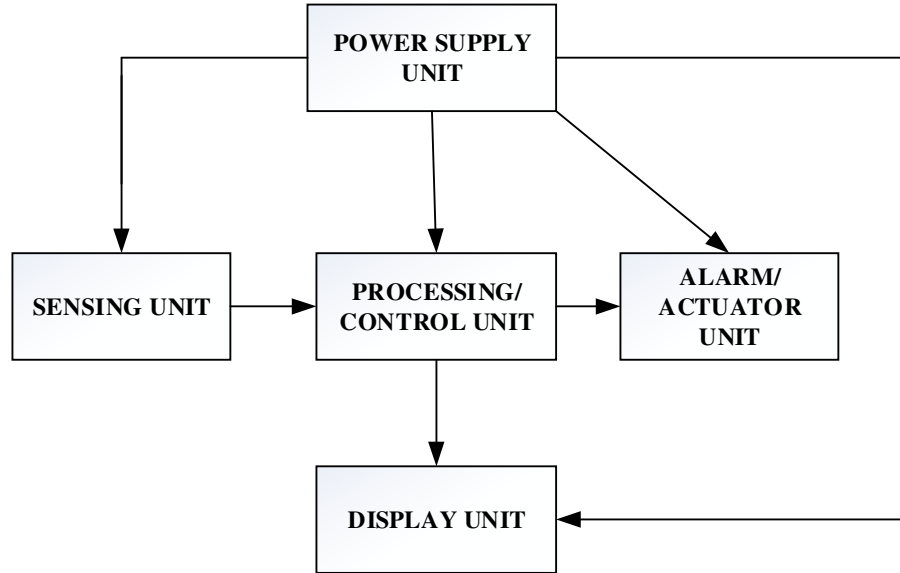 POWER SUPPLY
UNIT
SENSING UNIT
PROCESSING/
CONTROL UNIT
ALARM/
ACTUATOR
UNIT
DISPLAY UNIT